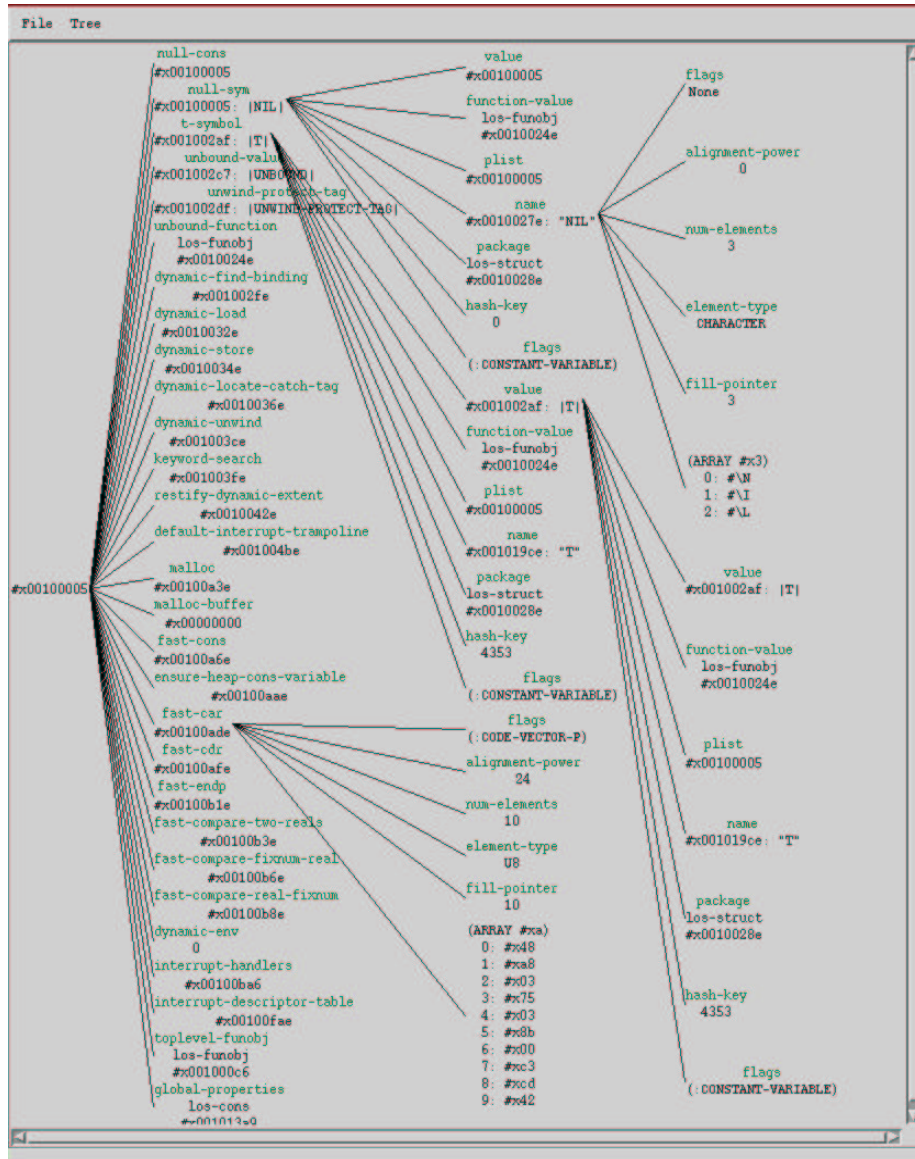 File Tree
null-cons
#x00100005
null-sym
#x00100005: |NIL|
t-symbol
#x001002af: |T|
unbound-value
#x001002c7: |UNBOUND|
unwind-protect-tag
#x001002df: |UNWIND-PROTECT-TAG|
unbound-function
los-funobj
#x0010024e
dynamic-find-binding
#x001002fe
dynamic-load
#x0010032e
dynamic-store
#x0010034e
dynamic-locate-catch-tag
#x0010036e
dynamic-unwind
#x001003ce
keyword-search
#x001003fe
restify-dynamic-extent
#x0010042e
default-interrupt-trampoline
#x001004be
#x00100005
malloc
#x00100a3e
malloc-buffer
#x00000000
fast-cons
#x00100a6e
ensure-heap-cons-variable
#x00100aae
fast-car
#x00100ade
fast-cdr
#x00100afe
fast-endp
#x00100b1e
fast-compare-two-reals
#x00100b3e
fast-compare-fixnum-real
#x00100b6e
fast-compare-real-fixnum
#x00100b8e
dynamic-env
0
interrupt-handlers
#x00100ba6
interrupt-descriptor-table
#x00100fae
toplevel-funobj
los-funobj
#x001000c6
global-properties
los-cons
#x001013a9
value
#x00100005
function-value
los-funobj
#x0010024e
plist
#x00100005
name
#x0010027e: "NIL"
package
los-struct
#x0010028e
hash-key
0
flags
(:CONSTANT-VARIABLE)
value
#x001002af: |T|
function-value
los-funobj
#x0010024e
plist
#x00100005
name
#x001019ce: "T"
package
los-struct
#x0010028e
hash-key
4353
flags
(:CONSTANT-VARIABLE)
flags
(:CODE-VECTOR-P)
alignment-power
24
num-elements
10
element-type
U8
fill-pointer
10
(ARRAY #xa)
0: #x48
1: #xa8
2: #x03
3: #x75
4: #x03
5: #x8b
6: #x00
7: #xc3
8: #xcd
9: #x42
flags
None
alignment-power
0
num-elements
3
element-type
CHARACTER
fill-pointer
3
(ARRAY #x3)
0: #\N
1: #\I
2: #\L
value
#x001002af: |T|
function-value
los-funobj
#x0010024e
plist
#x00100005
name
#x001019ce: "T"
package
los-struct
#x0010028e
hash-key
4353
flags
(:CONSTANT-VARIABLE)